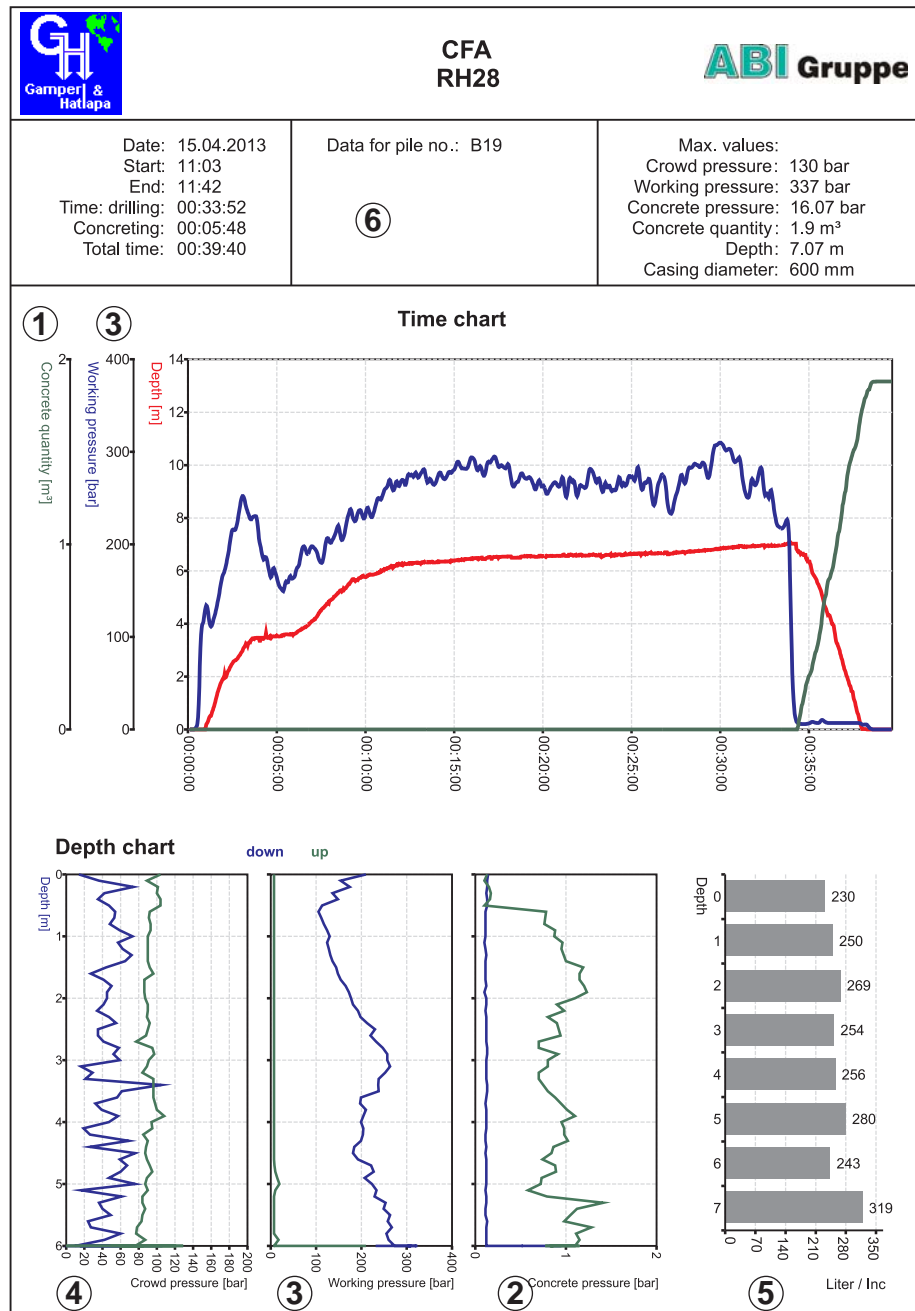 GH
Gamperl &
Hatlapa
CFA
RH28
ABI Gruppe
Date: 15.04.2013
Start: 11:03
End: 11:42
Time: drilling: 00:33:52
Concreting: 00:05:48
Total time: 00:39:40
Data for pile no.: B19
6
Max. values:
Crowd pressure: 130 bar
Working pressure: 337 bar
Concrete pressure: 16.07 bar
Concrete quantity: 1.9 m³
Depth: 7.07 m
Casing diameter: 600 mm
1
3
Time chart
Concrete quantity [m³]
2
1
0
Working pressure [bar]
400
300
200
100
0
Depth [m]
14
12
10
8
6
4
2
0
00:00:00
00:05:00
00:10:00
00:15:00
00:20:00
00:25:00
00:30:00
00:35:00
Depth chart
down up
Depth [m]
0
1
2
3
4
5
6
0 20 40 60 80 100 120 140 160 180 200
4
Crowd pressure [bar]
0 100 200 300 400
3
Working pressure [bar]
0 1 2
2
Concrete pressure [bar]
Depth
0 230
1 250
2 269
3 254
4 256
5 280
6 243
7 319
0 70 140 210 280 350
5
Liter / Inc